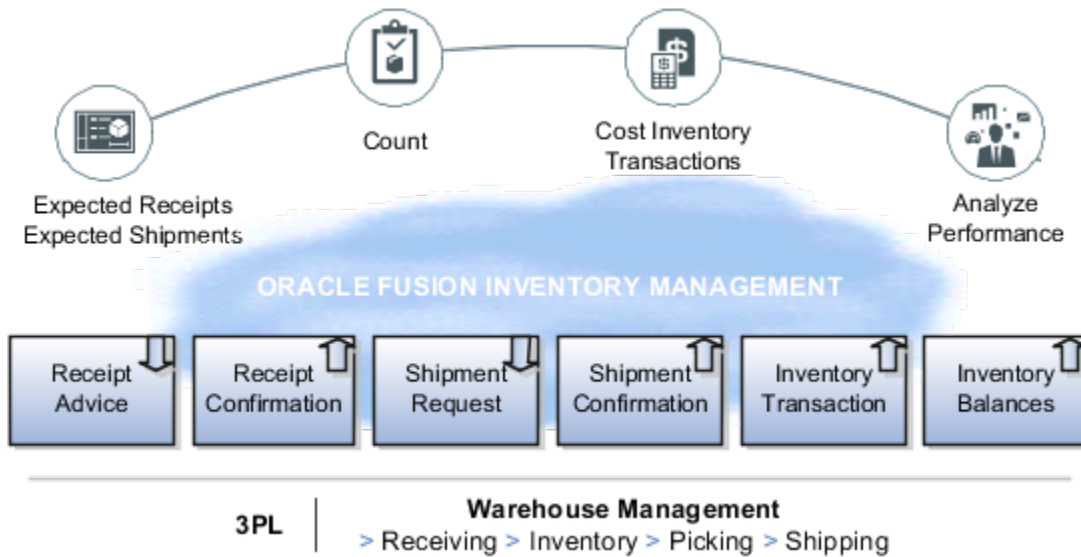 Expected Receipts
Expected Shipments
Count
Cost Inventory
Transactions
Analyze
Performance
ORACLE FUSION INVENTORY MANAGEMENT
Receipt
Advice
Receipt
Confirmation
Shipment
Request
Shipment
Confirmation
Inventory
Transaction
Inventory
Balances
3PL
Warehouse Management
> Receiving > Inventory > Picking > Shipping